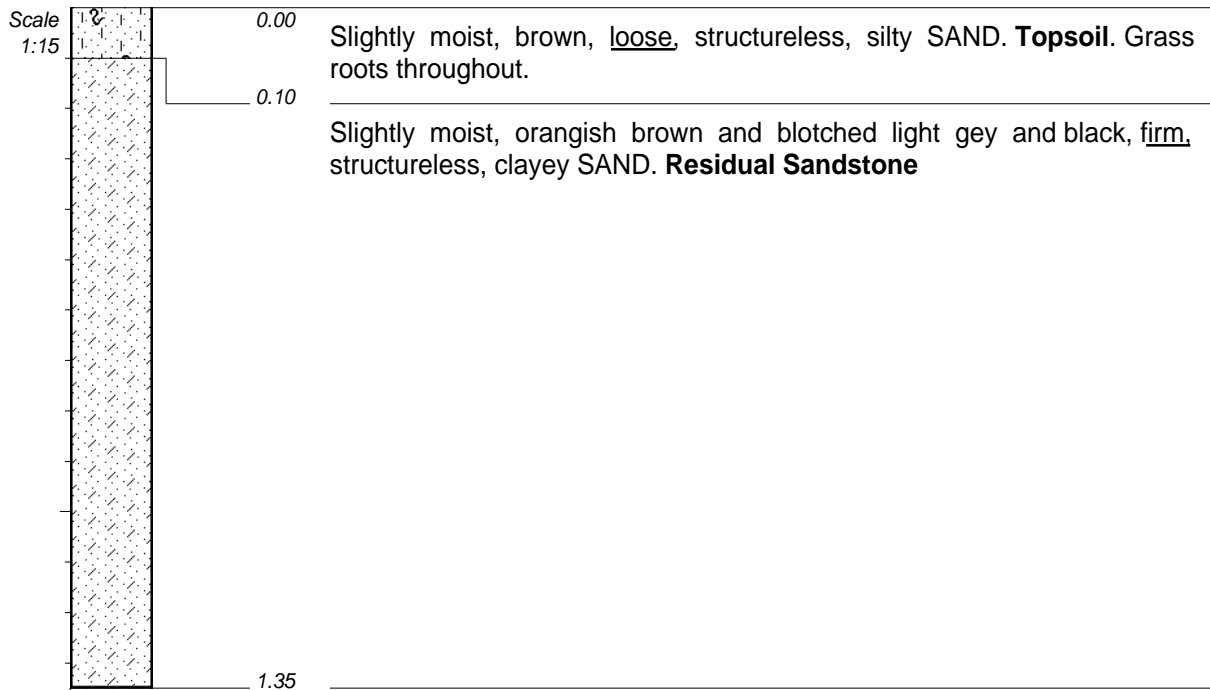 Scale
1:15
0.00
Slightly moist, brown, loose, structureless, silty SAND. Topsoil. Grass
roots throughout.
0.10
Slightly moist, orangish brown and blotched light gey and black, firm,
structureless, clayey SAND. Residual Sandstone
1.35